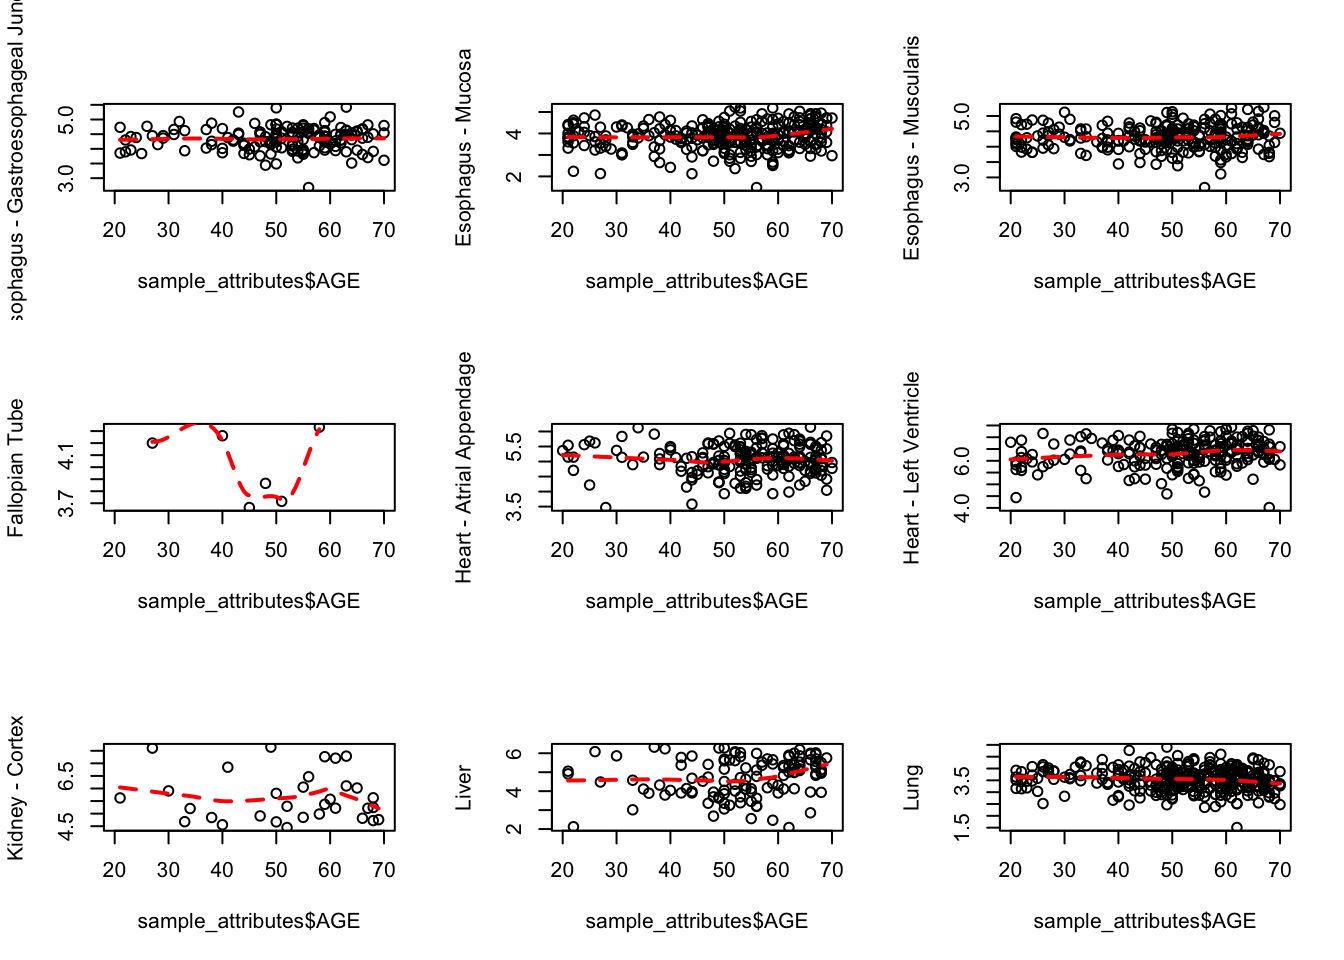 sophagus - Gastroesophageal Junc
3.0 5.0
20 30 40 50 60 70
sample_attributes$AGE
Esophagus - Mucosa
2 4
20 30 40 50 60 70
sample_attributes$AGE
Esophagus - Muscularis
3.0 5.0
20 30 40 50 60 70
sample_attributes$AGE
Fallopian Tube
3.7 4.1
20 30 40 50 60 70
sample_attributes$AGE
Heart - Atrial Appendage
3.5 5.5
20 30 40 50 60 70
sample_attributes$AGE
Heart - Left Ventricle
4.0 6.0
20 30 40 50 60 70
sample_attributes$AGE
Kidney - Cortex
4.5 6.5
20 30 40 50 60 70
sample_attributes$AGE
Liver
2 4 6
20 30 40 50 60 70
sample_attributes$AGE
Lung
1.5 3.5
20 30 40 50 60 70
sample_attributes$AGE